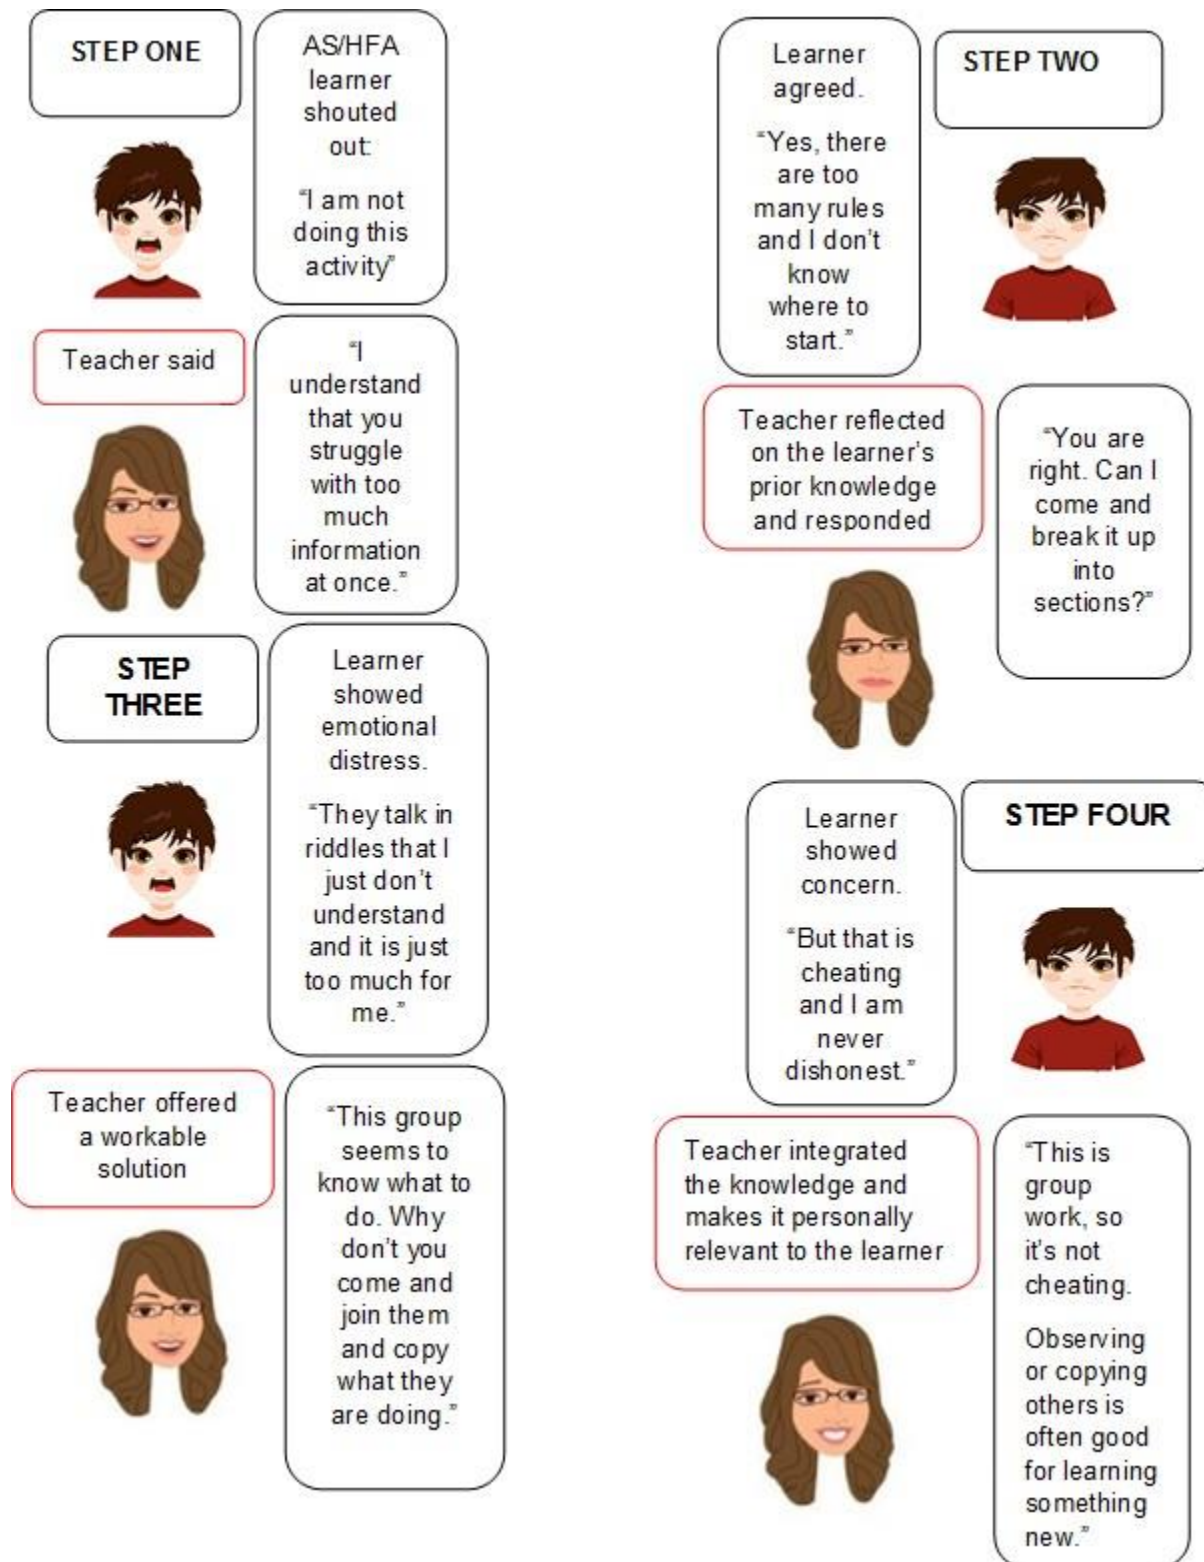 STEP ONE
AS/HFA
learner
shouted
out:
“I am not
doing this
activity”
Teacher said
“I
understand
that you
struggle
with too
much
information
at once.”
STEP TWO
Learner
agreed.
“Yes, there
are too
many rules
and I don’t
know
where to
start.”
Teacher reflected
on the learner’s
prior knowledge
and responded
“You are
right. Can I
come and
break it up
into
sections?”
STEP
THREE
Learner
showed
emotional
distress.
“They talk in
riddles that I
just don’t
understand
and it is just
too much for
me.”
Teacher offered
a workable
solution
“This group
seems to
know what to
do. Why
don’t you
come and
join them
and copy
what they
are doing.”
STEP FOUR
Learner
showed
concern.
“But that is
cheating
and I am
never
dishonest.”
Teacher integrated
the knowledge and
makes it personally
relevant to the learner
“This is
group
work, so
it’s not
cheating.
Observing
or copying
others is
often good
for learning
something
new.”